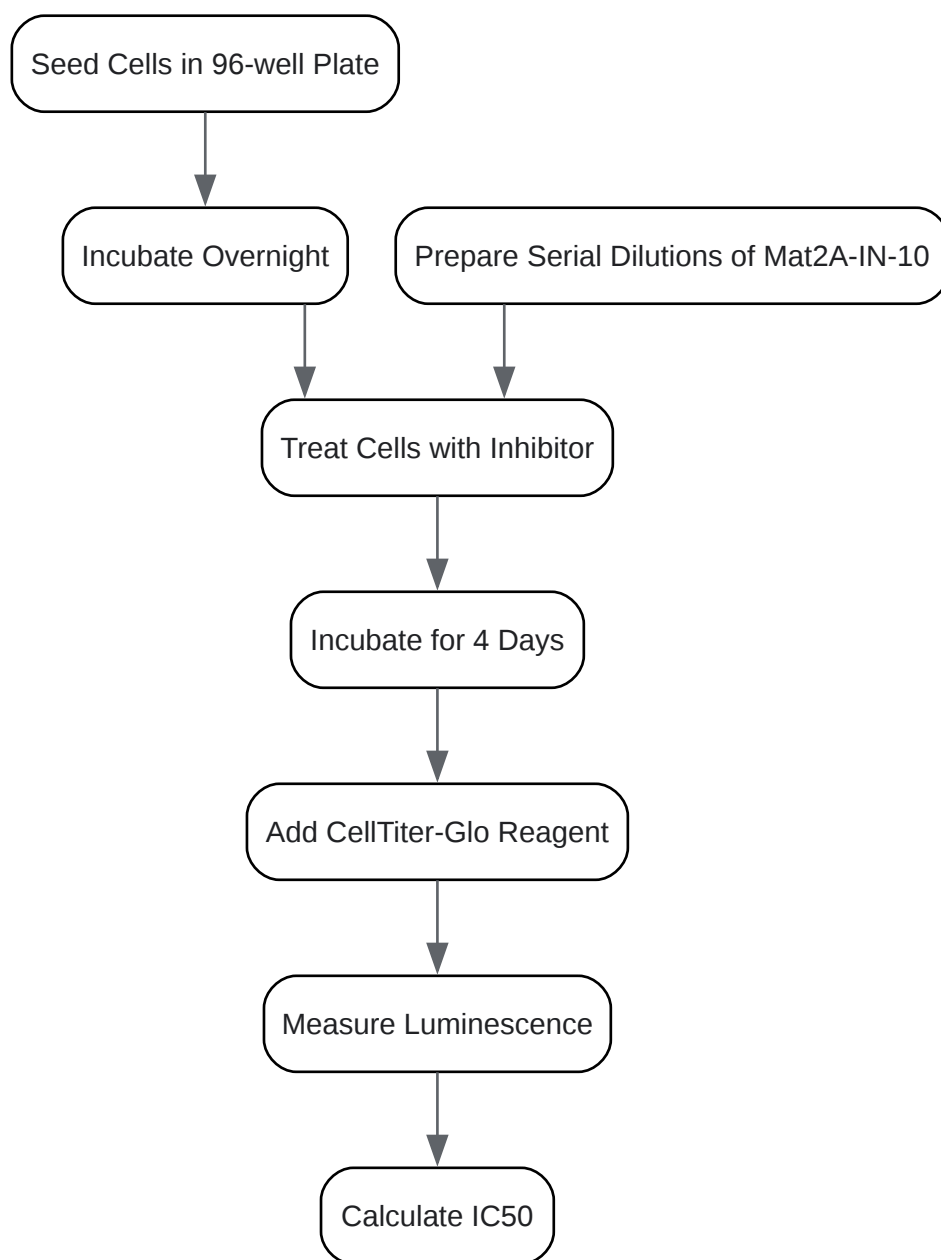 Seed Cells in 96-well Plate
Incubate Overnight
Prepare Serial Dilutions of Mat2A-IN-10
Treat Cells with Inhibitor
Incubate for 4 Days
Add CellTiter-Glo Reagent
Measure Luminescence
Calculate IC50